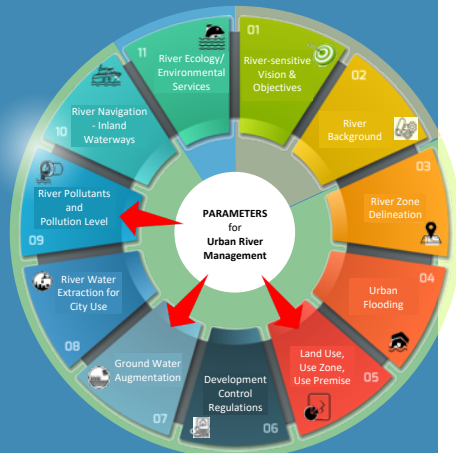 PARAMETERS
for
Urban River
Management
01
River-sensitive
Vision &
Objectives
02
River
Background
03
River Zone
Delineation
04
Urban
Flooding
Land Use,
Use Zone,
Use Premise
05
Development
Control
Regulations
06
Ground Water
Augmentation
07
River Water
Extraction for
City Use
08
River Pollutants
and
Pollution Level
09
River Navigation
- Inland
Waterways
10
11
River Ecology/
Environmental
Services